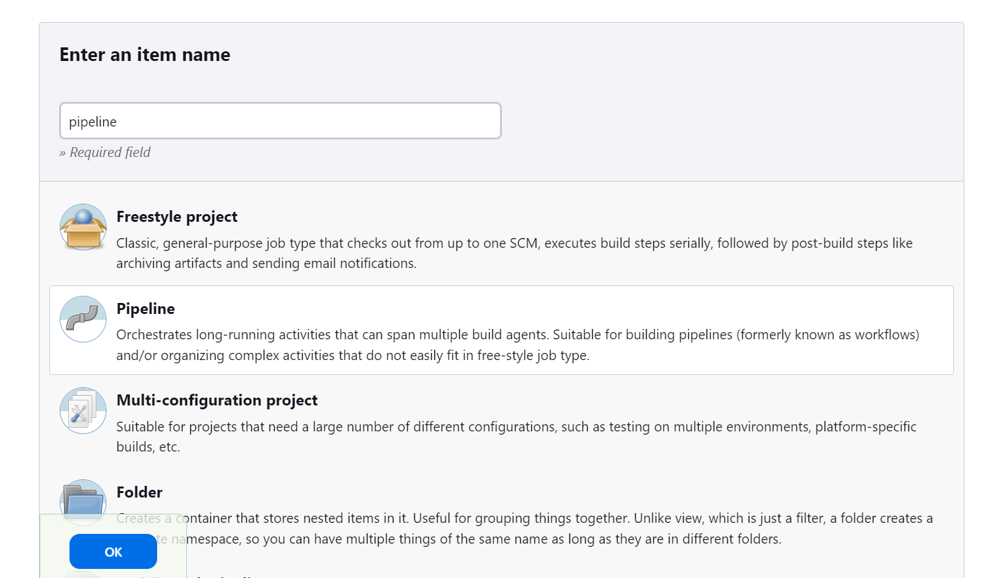 Enter an item name
pipeline
» Required field
Freestyle project
Classic, general-purpose job type that checks out from up to one SCM, executes build steps serially, followed by post-build steps like
archiving artifacts and sending email notifications.
Pipeline
Orchestrates long-running activities that can span multiple build agents. Suitable for building pipelines (formerly known as workflows)
and/or organizing complex activities that do not easily fit in free-style job type.
Multi-configuration project
Suitable for projects that need a large number of different configurations, such as testing on multiple environments, platform-specific
builds, etc.
Folder
Creates a container that stores nested items in it. Useful for grouping things together. Unlike view, which is just a filter, a folder creates a
namespace, so you can have multiple things of the same name as long as they are in different folders.
OK